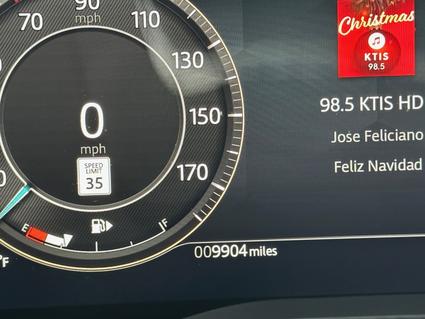 90
70
mph
110
130
150
170
0
mph
SPEED
LIMIT
35
E
F
°F
009904 miles
Christmas
KTIS
98.5
98.5 KTIS HD
Jose Feliciano
Feliz Navidad